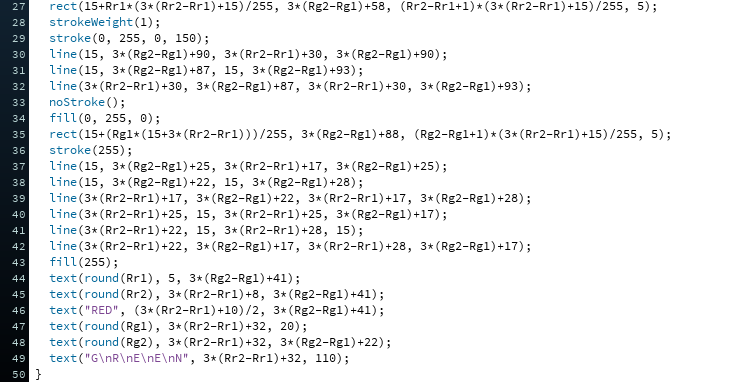 27 rect(15+Rr1*(3*(Rr2-Rr1)+15)/255, 3*(Rg2-Rg1)+58, (Rr2-Rr1+1)*(3*(Rr2-Rr1)+15)/255, 5);
28 strokeWeight(1);
29 stroke(0, 255, 0, 150);
30 line(15, 3*(Rg2-Rg1)+90, 3*(Rr2-Rr1)+30, 3*(Rg2-Rg1)+90);
31 line(15, 3*(Rg2-Rg1)+87, 15, 3*(Rg2-Rg1)+93);
32 line(3*(Rr2-Rr1)+30, 3*(Rg2-Rg1)+87, 3*(Rr2-Rr1)+30, 3*(Rg2-Rg1)+93);
33 noStroke();
34 fill(0, 255, 0);
35 rect(15+(Rg1*(15+3*(Rr2-Rr1)))/255, 3*(Rg2-Rg1)+88, (Rg2-Rg1+1)*(3*(Rr2-Rr1)+15)/255, 5);
36 stroke(255);
37 line(15, 3*(Rg2-Rg1)+25, 3*(Rr2-Rr1)+17, 3*(Rg2-Rg1)+25);
38 line(15, 3*(Rg2-Rg1)+22, 15, 3*(Rg2-Rg1)+28);
39 line(3*(Rr2-Rr1)+17, 3*(Rg2-Rg1)+22, 3*(Rr2-Rr1)+17, 3*(Rg2-Rg1)+28);
40 line(3*(Rr2-Rr1)+25, 15, 3*(Rr2-Rr1)+25, 3*(Rg2-Rg1)+17);
41 line(3*(Rr2-Rr1)+22, 15, 3*(Rr2-Rr1)+28, 15);
42 line(3*(Rr2-Rr1)+22, 3*(Rg2-Rg1)+17, 3*(Rr2-Rr1)+28, 3*(Rg2-Rg1)+17);
43 fill(255);
44 text(round(Rr1), 5, 3*(Rg2-Rg1)+41);
45 text(round(Rr2), 3*(Rr2-Rr1)+8, 3*(Rg2-Rg1)+41);
46 text("RED", (3*(Rr2-Rr1)+10)/2, 3*(Rg2-Rg1)+41);
47 text(round(Rg1), 3*(Rr2-Rr1)+32, 20);
48 text(round(Rg2), 3*(Rr2-Rr1)+32, 3*(Rg2-Rg1)+22);
49 text("G\nR\nE\nE\nN", 3*(Rr2-Rr1)+32, 110);
50 }